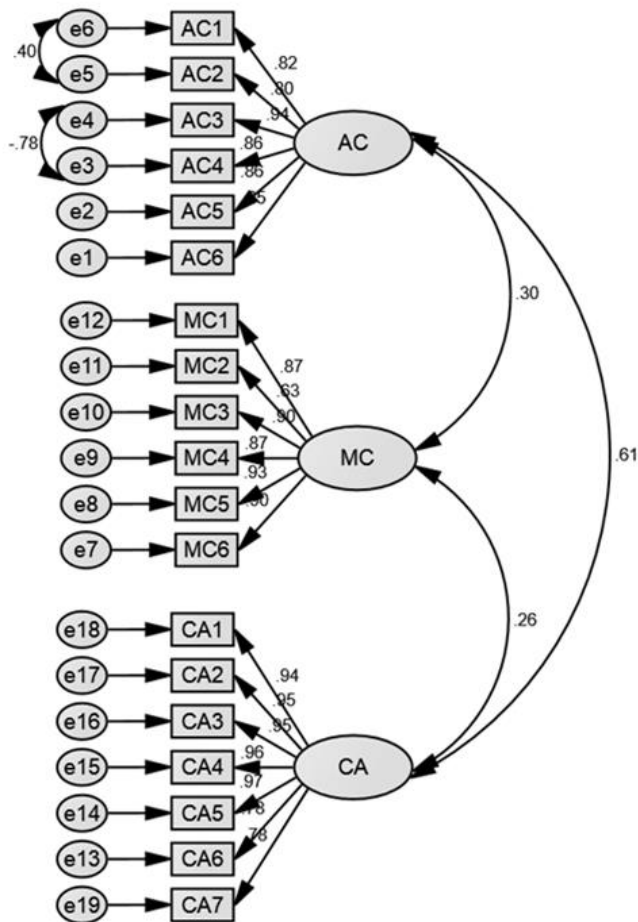 e6 AC1
.40
.82
e5 AC2
.80
e4 AC3
.94
AC
-.78
.86
e3 AC4
.86
e2 AC5
e1 AC6
.30
e12 MC1
e11 MC2
.87
.63
e10 MC3
.90
.87
e9 MC4
MC
.61
.93
e8 MC5
e7 MC6
.26
e18 CA1
.94
e17 CA2
.95
e16 CA3
.95
.96
e15 CA4
CA
.97
e14 CA5
.78
.78
e13 CA6
e19 CA7